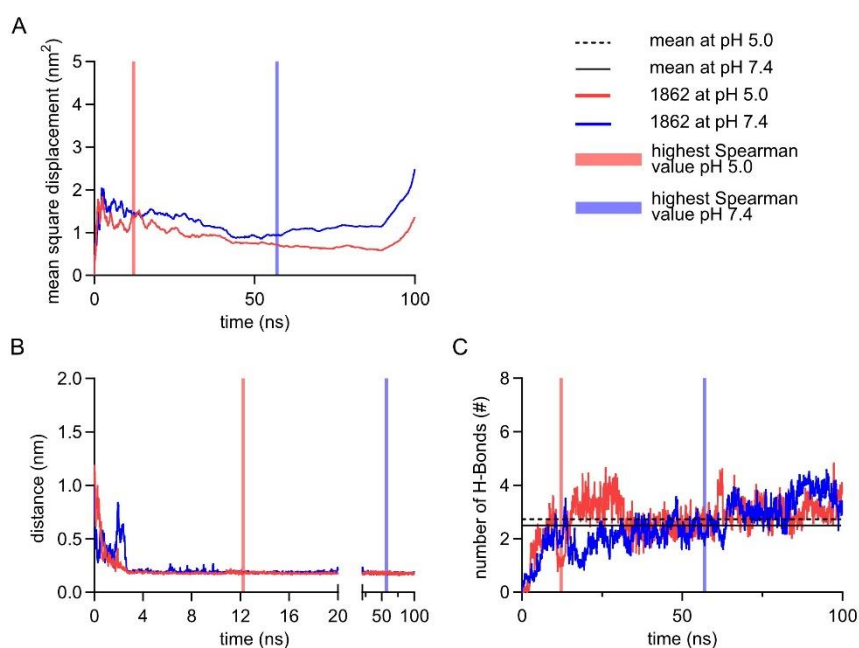 A
mean square displacement (nm²)
5
4
3
2
1
0
0
50
100
time (ns)
mean at pH 5.0
mean at pH 7.4
1862 at pH 5.0
1862 at pH 7.4
highest Spearman
value pH 5.0
highest Spearman
value pH 7.4
B
distance (nm)
2.0
1.5
1.0
0.5
0.0
0
4
8
12
16
20
50
100
time (ns)
C
number of H-Bonds (#)
8
6
4
2
0
0
50
100
time (ns)